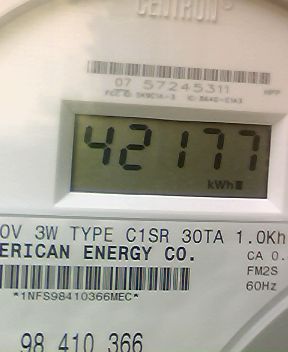 CENTRON
07 57245311
42177
kWh
0V 3W TYPE C1SR 30TA 1.0Kh
ERICAN ENERGY CO. CA 0.
FM2S
*1NFS98410366MEC* 60Hz
98 410 366